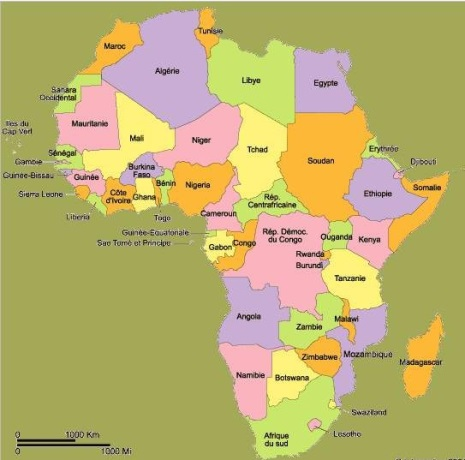 Tunisie
Maroc
Algérie
Libye
Egypte
Sahara
Occidental
Iles du
Cap Vert
Mauritanie
Mali
Niger
Tchad
Soudan
Erythrée
Djibouti
Sénégal
Gambie
Guinée-Bissau
Guinée
Burkina
Faso
Bénin
Nigeria
Ethiopie
Somalie
Sierra Leone
Côte
d'Ivoire
Ghana
Rép.
Centrafricaine
Liberia
Togo
Cameroun
Guinée-Equatoriale
Sao Tomé et Principe
Gabon
Congo
Rép. Démoc.
du Congo
Ouganda
Kenya
Rwanda
Burundi
Tanzanie
Angola
Zambie
Malawi
Mozambique
Zimbabwe
Madagascar
Namibie
Botswana
Swaziland
Afrique
du sud
Lesotho
0
1000 Km
0
1000 Mi